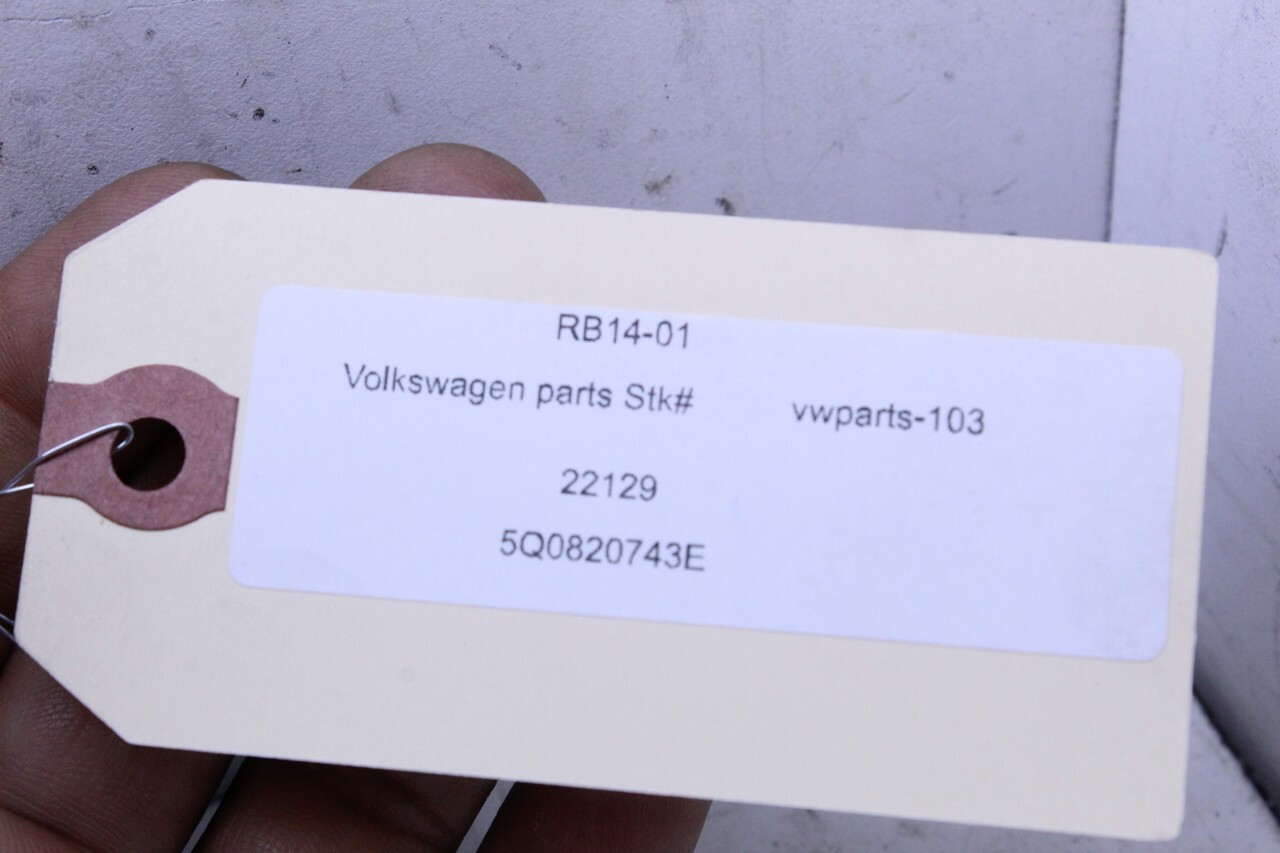 RB14-01
Volkswagen parts Stk# vwparts-103
22129
5Q0820743E